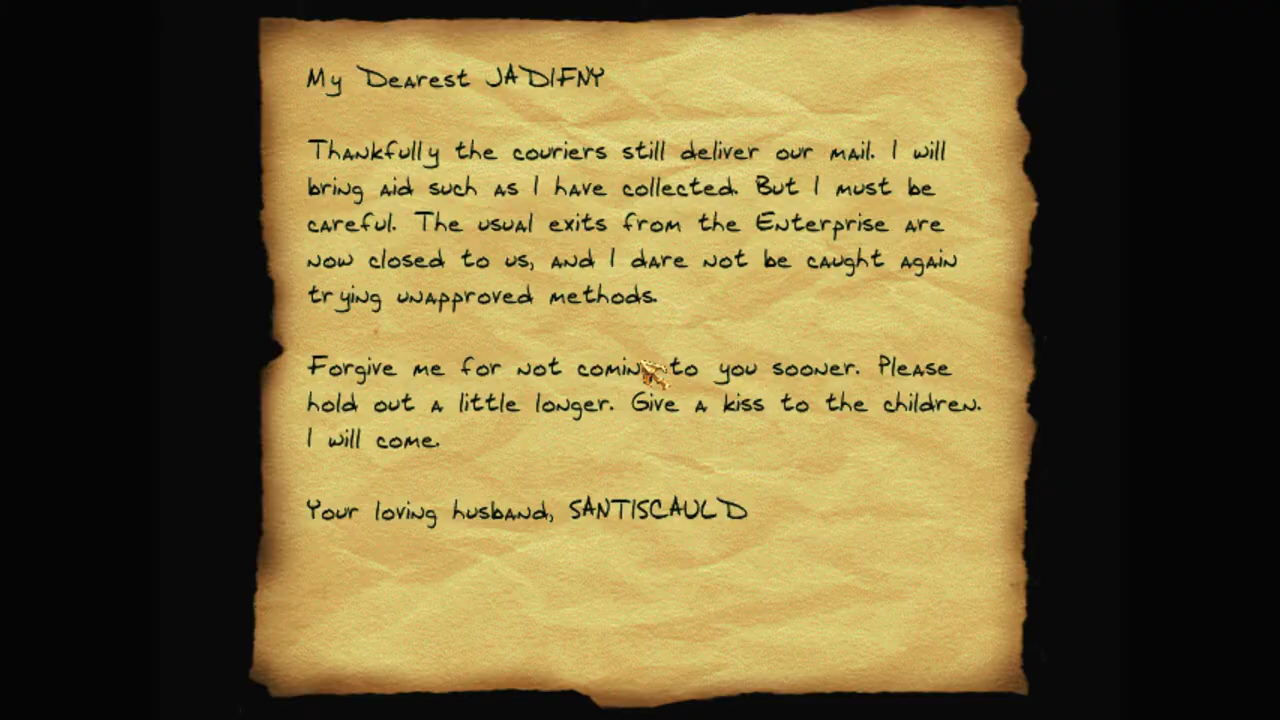 My Dearest JADIFNY
Thankfully the couriers still deliver our mail. I will
bring aid such as I have collected. But I must be
careful. The usual exits from the Enterprise are
now closed to us, and I dare not be caught again
trying unapproved methods.
Forgive me for not coming to you sooner. Please
hold out a little longer. Give a kiss to the children.
I will come.
Your loving husband, SANTISCAULD